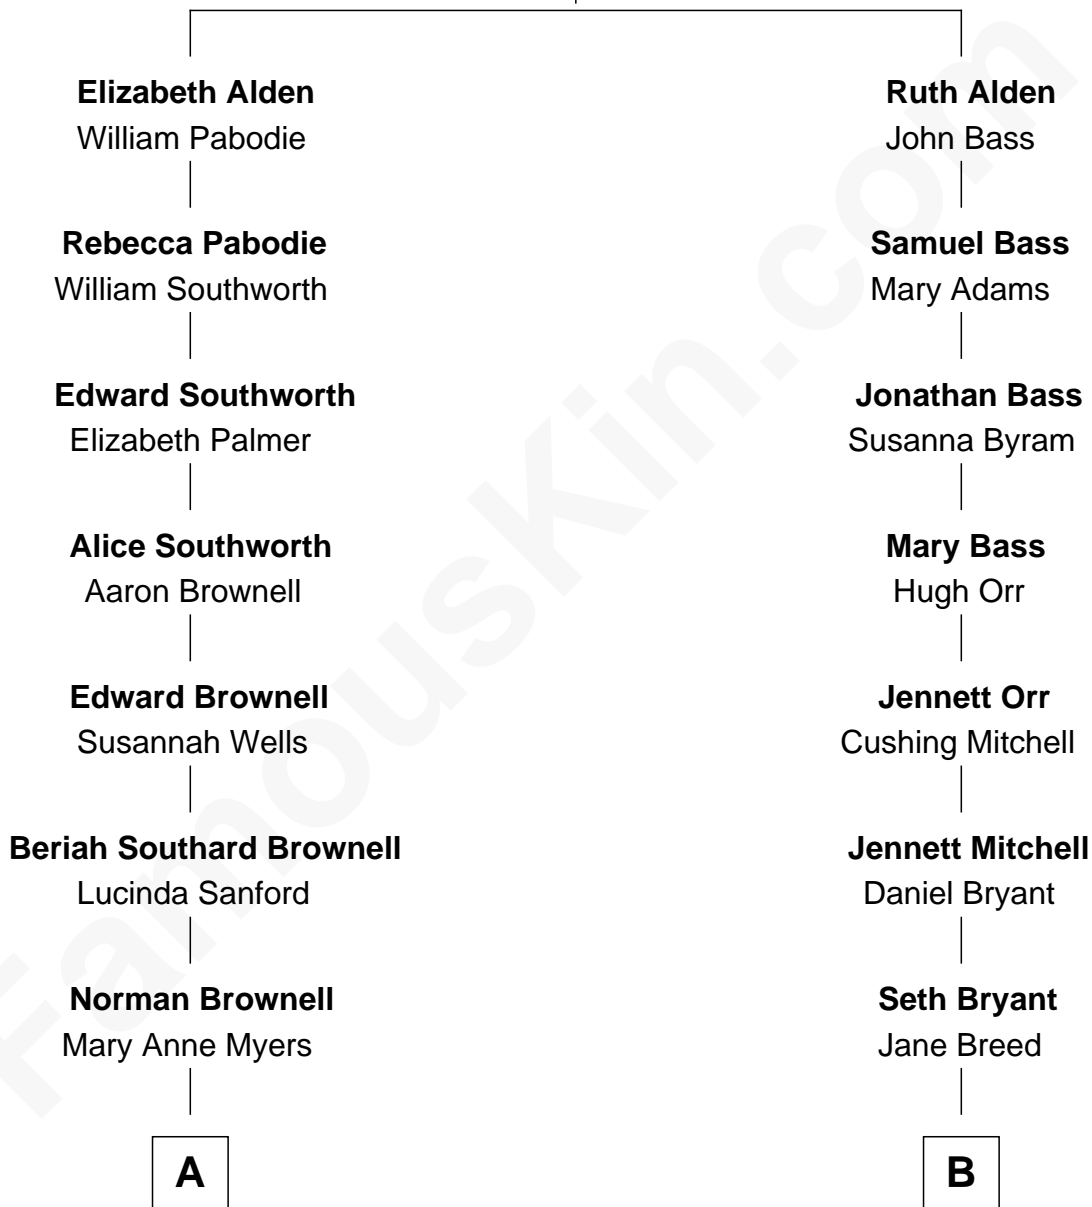 Elizabeth Alden
William Pabodie
Rebecca Pabodie
William Southworth
Edward Southworth
Elizabeth Palmer
Alice Southworth
Aaron Brownell
Edward Brownell
Susannah Wells
Beriah Southard Brownell
Lucinda Sanford
Norman Brownell
Mary Anne Myers
A
Ruth Alden
John Bass
Samuel Bass
Mary Adams
Jonathan Bass
Susanna Byram
Mary Bass
Hugh Orr
Jennett Orr
Cushing Mitchell
Jennett Mitchell
Daniel Bryant
Seth Bryant
Jane Breed
B
FamousKin.com